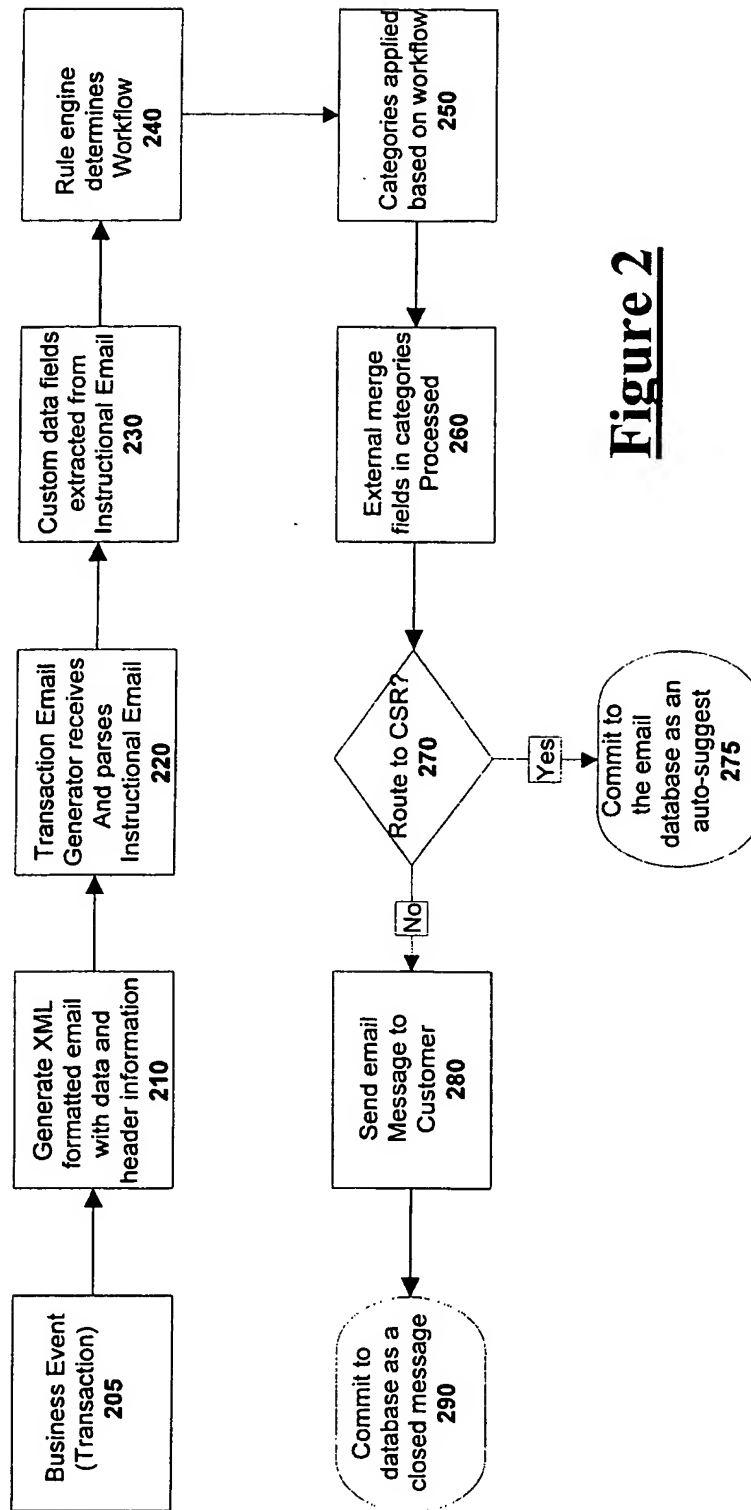 Business Event
(Transaction)
205
Generate XML
formatted email
with data and
header information
210
Transaction Email
Generator receives
And parses
Instructional Email
220
Custom data fields
extracted from
Instructional Email
230
Rule engine
determines
Workflow
240
Categories applied
based on workflow
250
External merge
fields in categories
Processed
260
Route to CSR?
270
Yes
Commit to
the email
database as an
auto-suggest
275
No
Send email
Message to
Customer
280
Commit to
database as a
closed message
290
Figure 2